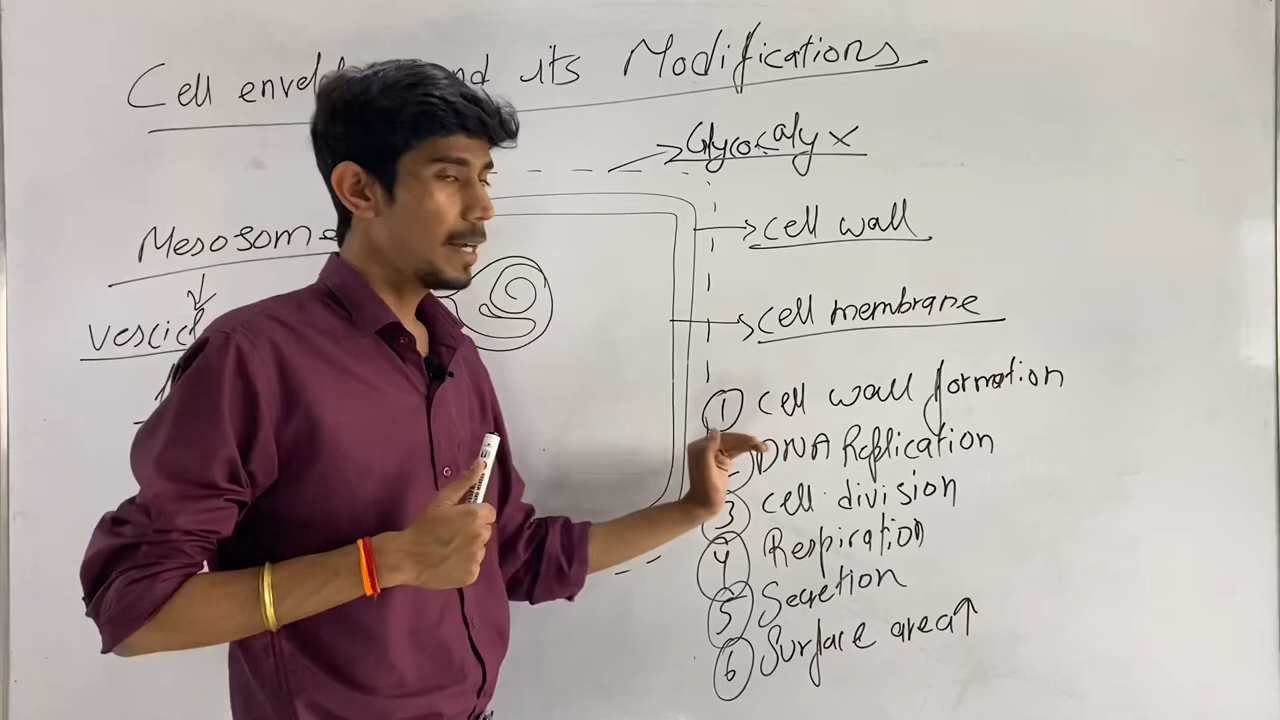 Cell and its Modifications
Glycocalyx
cell wall
Mesosome
cell membrane
1 Cell wall formation
DNA Replication
3 Cell division
4 Respiration
5 Secretion
6 Surface area↑